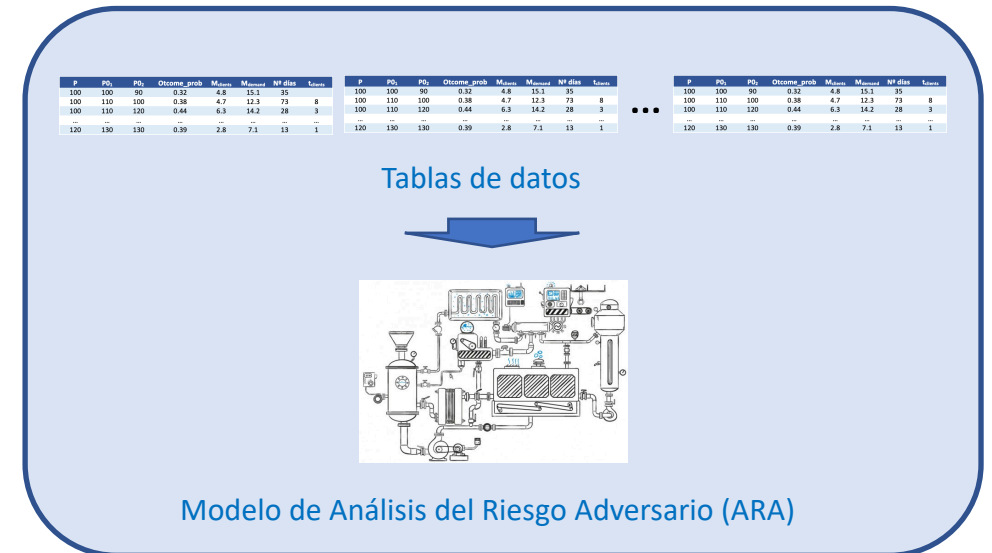 P PO₁ PO₂ Otcome_prob Mclients Mdemand Nº días tclients
100 100 90 0.32 4.8 15.1 35
100 110 100 0.38 4.7 12.3 73 8
100 110 120 0.44 6.3 14.2 28 3
... ... ... ... ... ... ... ...
120 130 130 0.39 2.8 7.1 13 1
P PO₁ PO₂ Otcome_prob Mclients Mdemand Nº días tclients
100 100 90 0.32 4.8 15.1 35
100 110 100 0.38 4.7 12.3 73 8
100 110 120 0.44 6.3 14.2 28 3
... ... ... ... ... ... ... ...
120 130 130 0.39 2.8 7.1 13 1
...
P PO₁ PO₂ Otcome_prob Mclients Mdemand Nº días tclients
100 100 90 0.32 4.8 15.1 35
100 110 100 0.38 4.7 12.3 73 8
100 110 120 0.44 6.3 14.2 28 3
... ... ... ... ... ... ... ...
120 130 130 0.39 2.8 7.1 13 1
Tablas de datos
Modelo de Análisis del Riesgo Adversario (ARA)